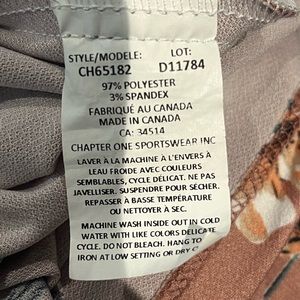 STYLE/MODELE: LOT:
CH65182 D11784
97% POLYESTER
3% SPANDEX
FABRIQUÉ AU CANADA
MADE IN CANADA
CA: 34514
CHAPTER ONE SPORTSWEAR INC
LAVER À LA MACHINE À L'ENVERS À
LEAU FROIDE AVEC COULEURS
SEMBLABLES, CYCLE DÉLICAT. NE PAS
JAVELLISER. SUSPENDRE POUR SÉCHER.
REPASSER À BASSE TEMPÉRATURE
OU NETTOYER À SEC.
MACHINE WASH INSIDE OUT IN COLD
WATER WITH LIKE COLORS DELICATE
CYCLE. DO NOT BLEACH. HANG TO
IRON AT LOW SETTING OR DRY C